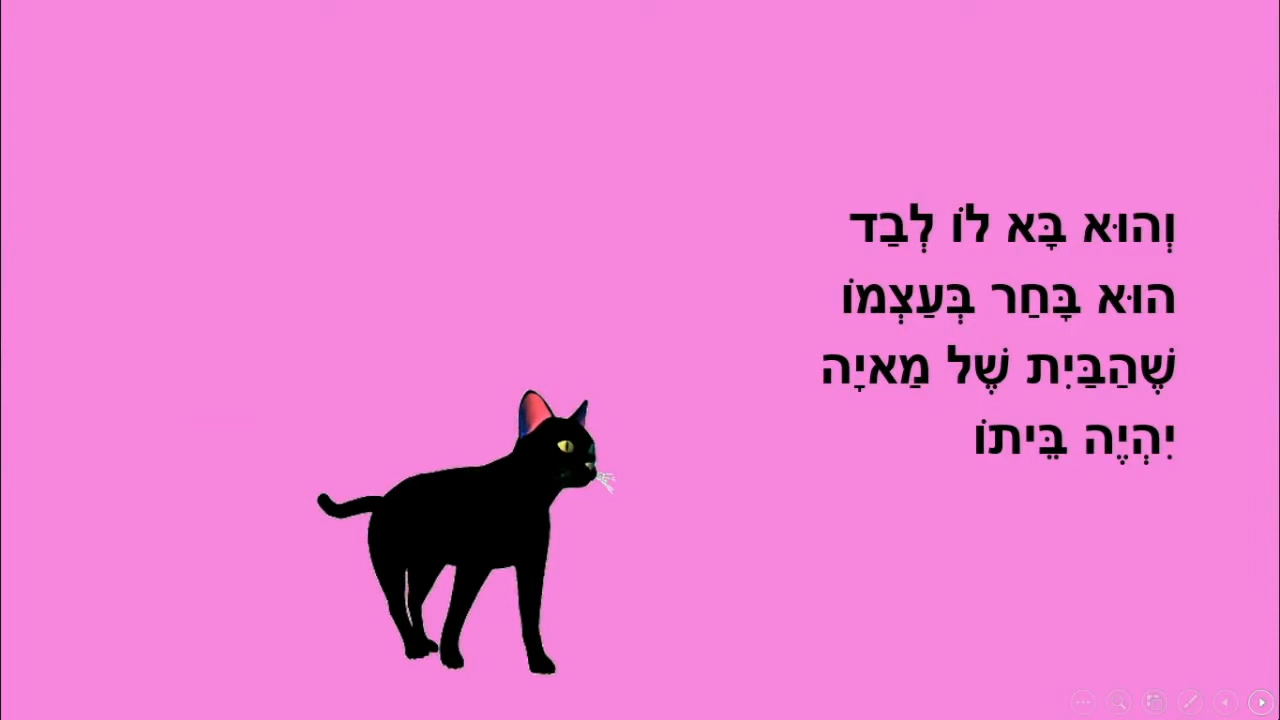 וְהוּא בָּא לוֹ לְבַד
הוּא בָּחַר בְּעַצְמוֹ
שֶׁהַבַּיִת שֶׁל מַאיָה
יִהְיֶה בֵּיתוֹ